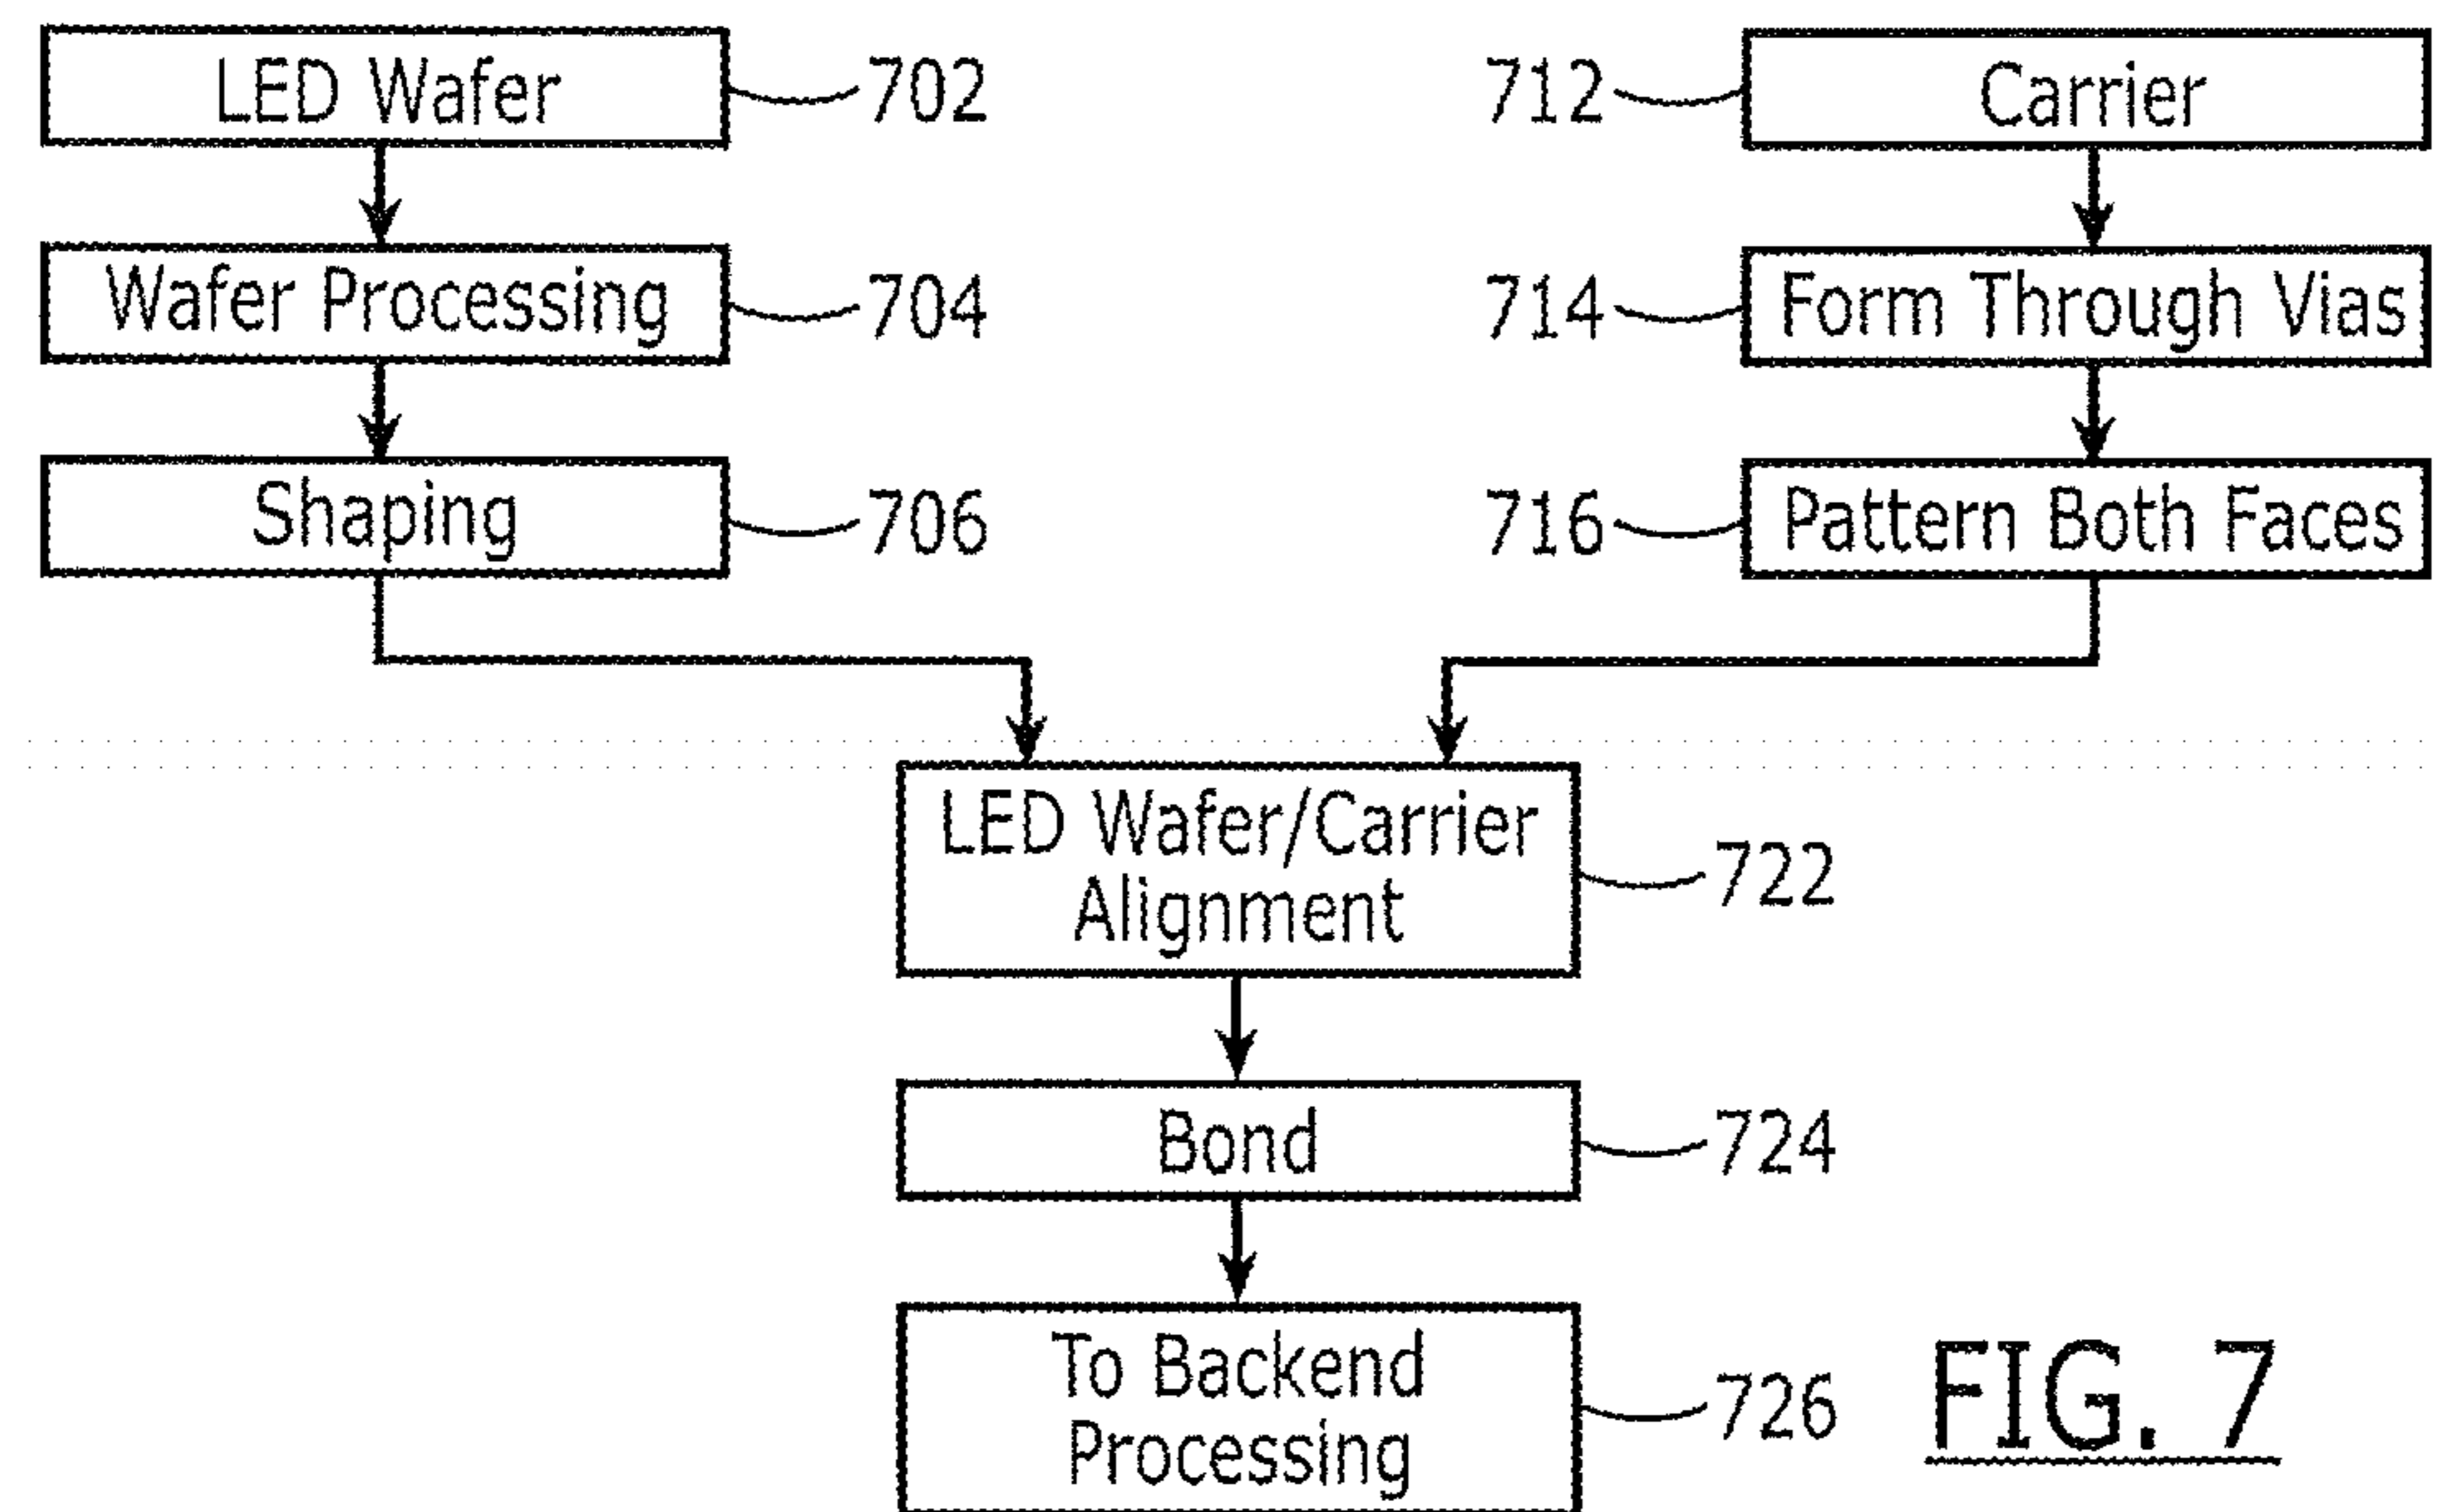 LED Wafer
702
Wafer Processing
704
Shaping
706
712
Carrier
714
Form Through Vias
716
Pattern Both Faces
LED Wafer/Carrier
Alignment
722
Bond
724
To Backend
Processing
726
FIG. 7